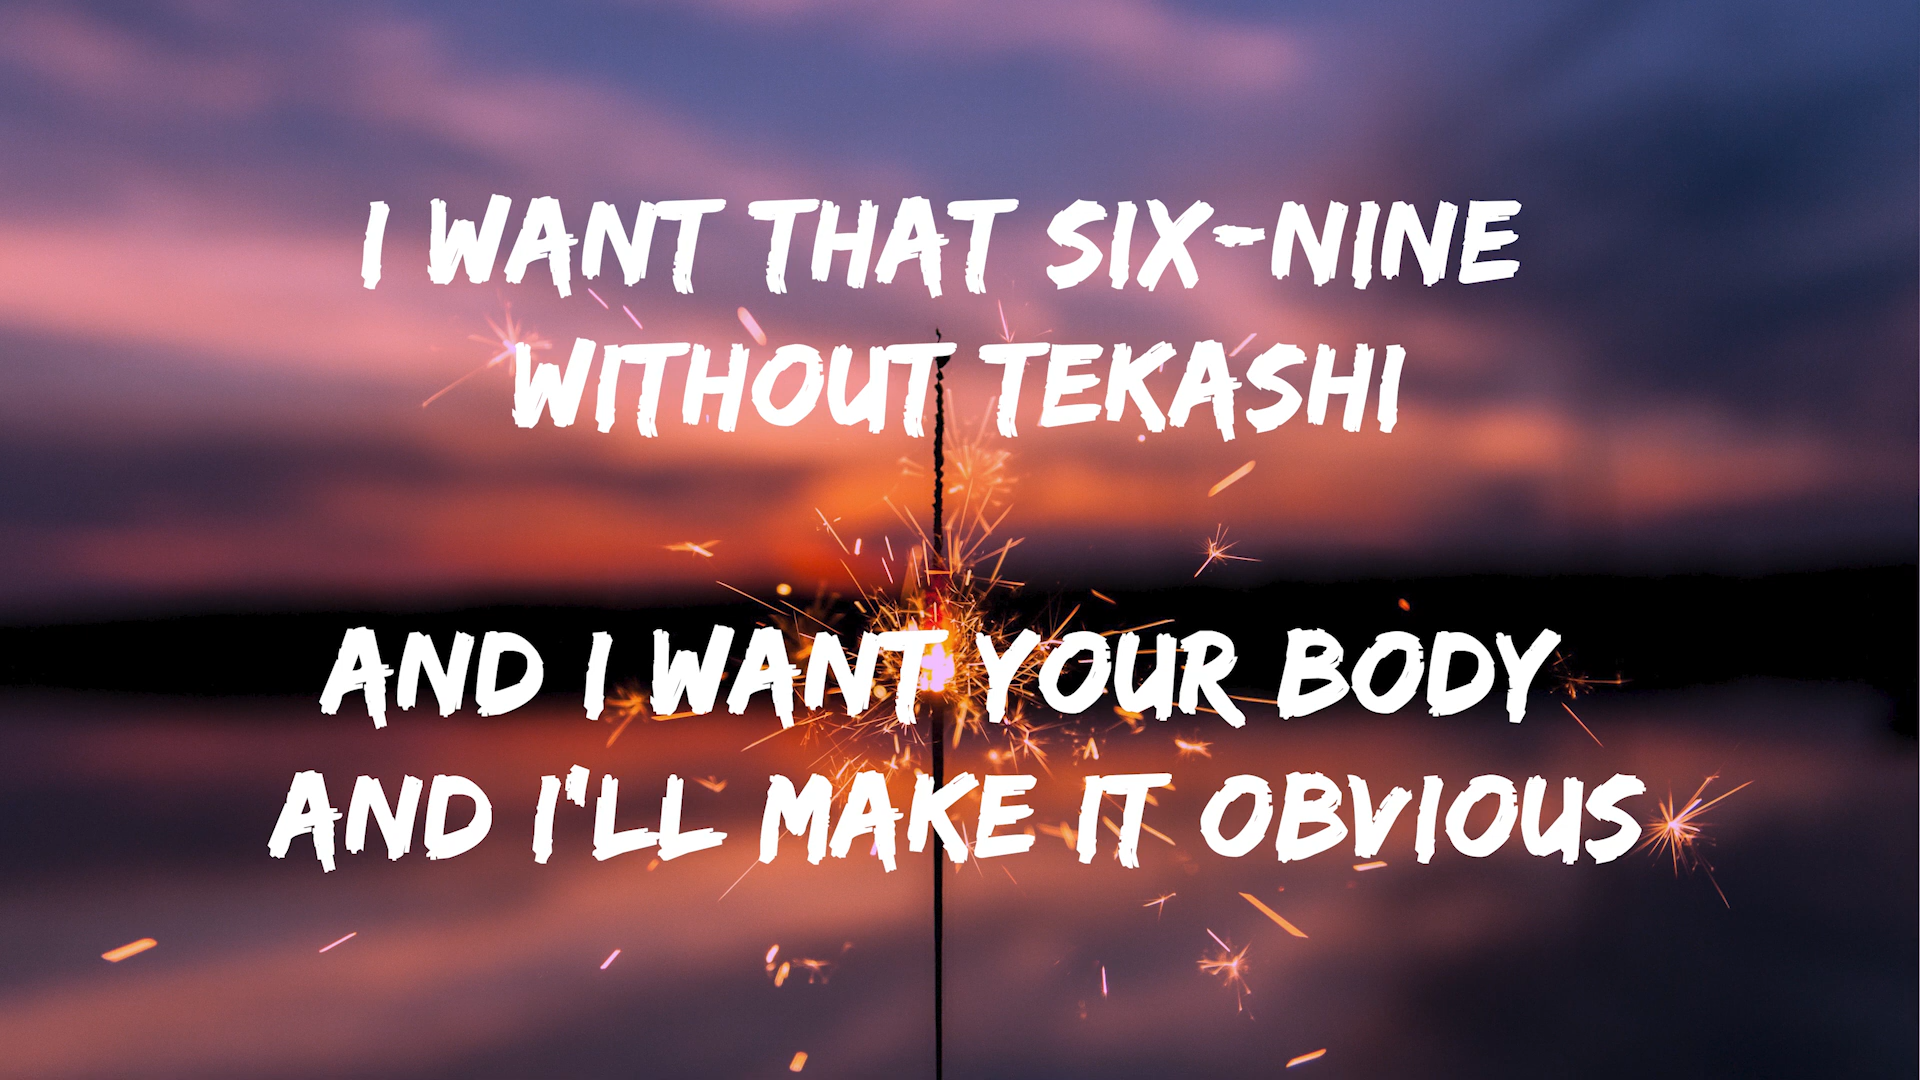 I WANT THAT SIX-NINE
WITHOUT TEKASHI
AND I WANT YOUR BODY
AND I'LL MAKE IT OBVIOUS